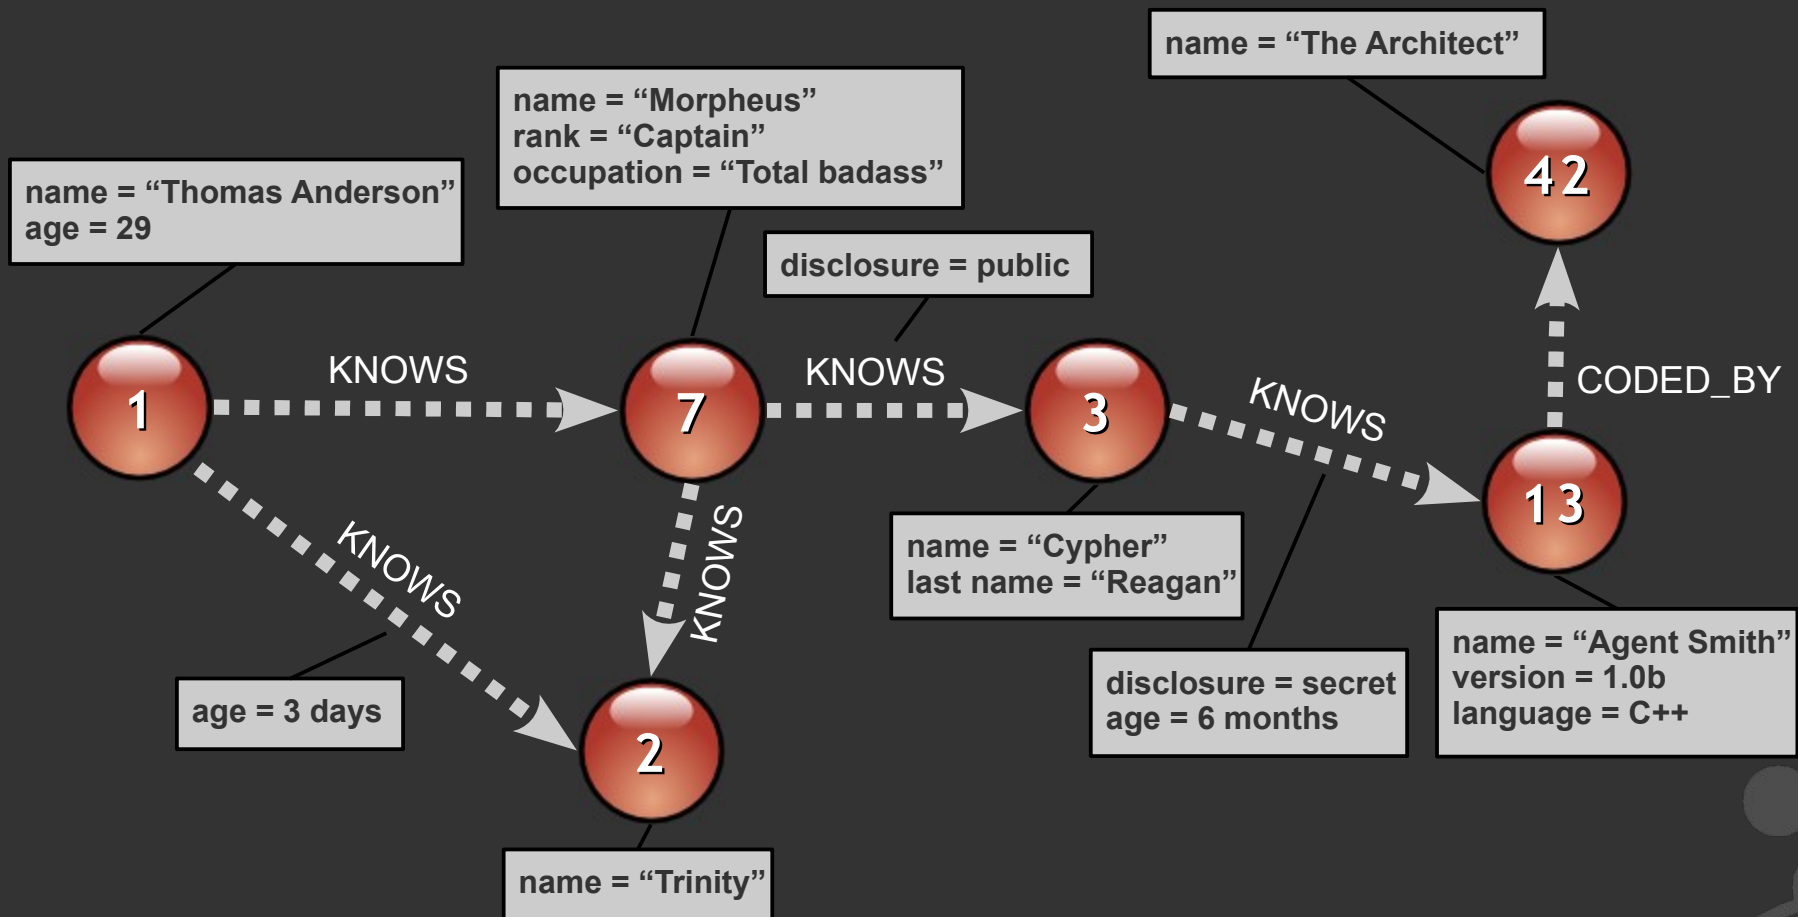 name = “The Architect”
name = “Morpheus”
rank = “Captain”
occupation = “Total badass”
42
name = “Thomas Anderson”
age = 29
disclosure = public
1
KNOWS
7
KNOWS
3
KNOWS
CODED_BY
13
KNOWS
KNOWS
name = “Cypher”
last name = “Reagan”
age = 3 days
2
disclosure = secret
age = 6 months
name = “Agent Smith”
version = 1.0b
language = C++
name = “Trinity”